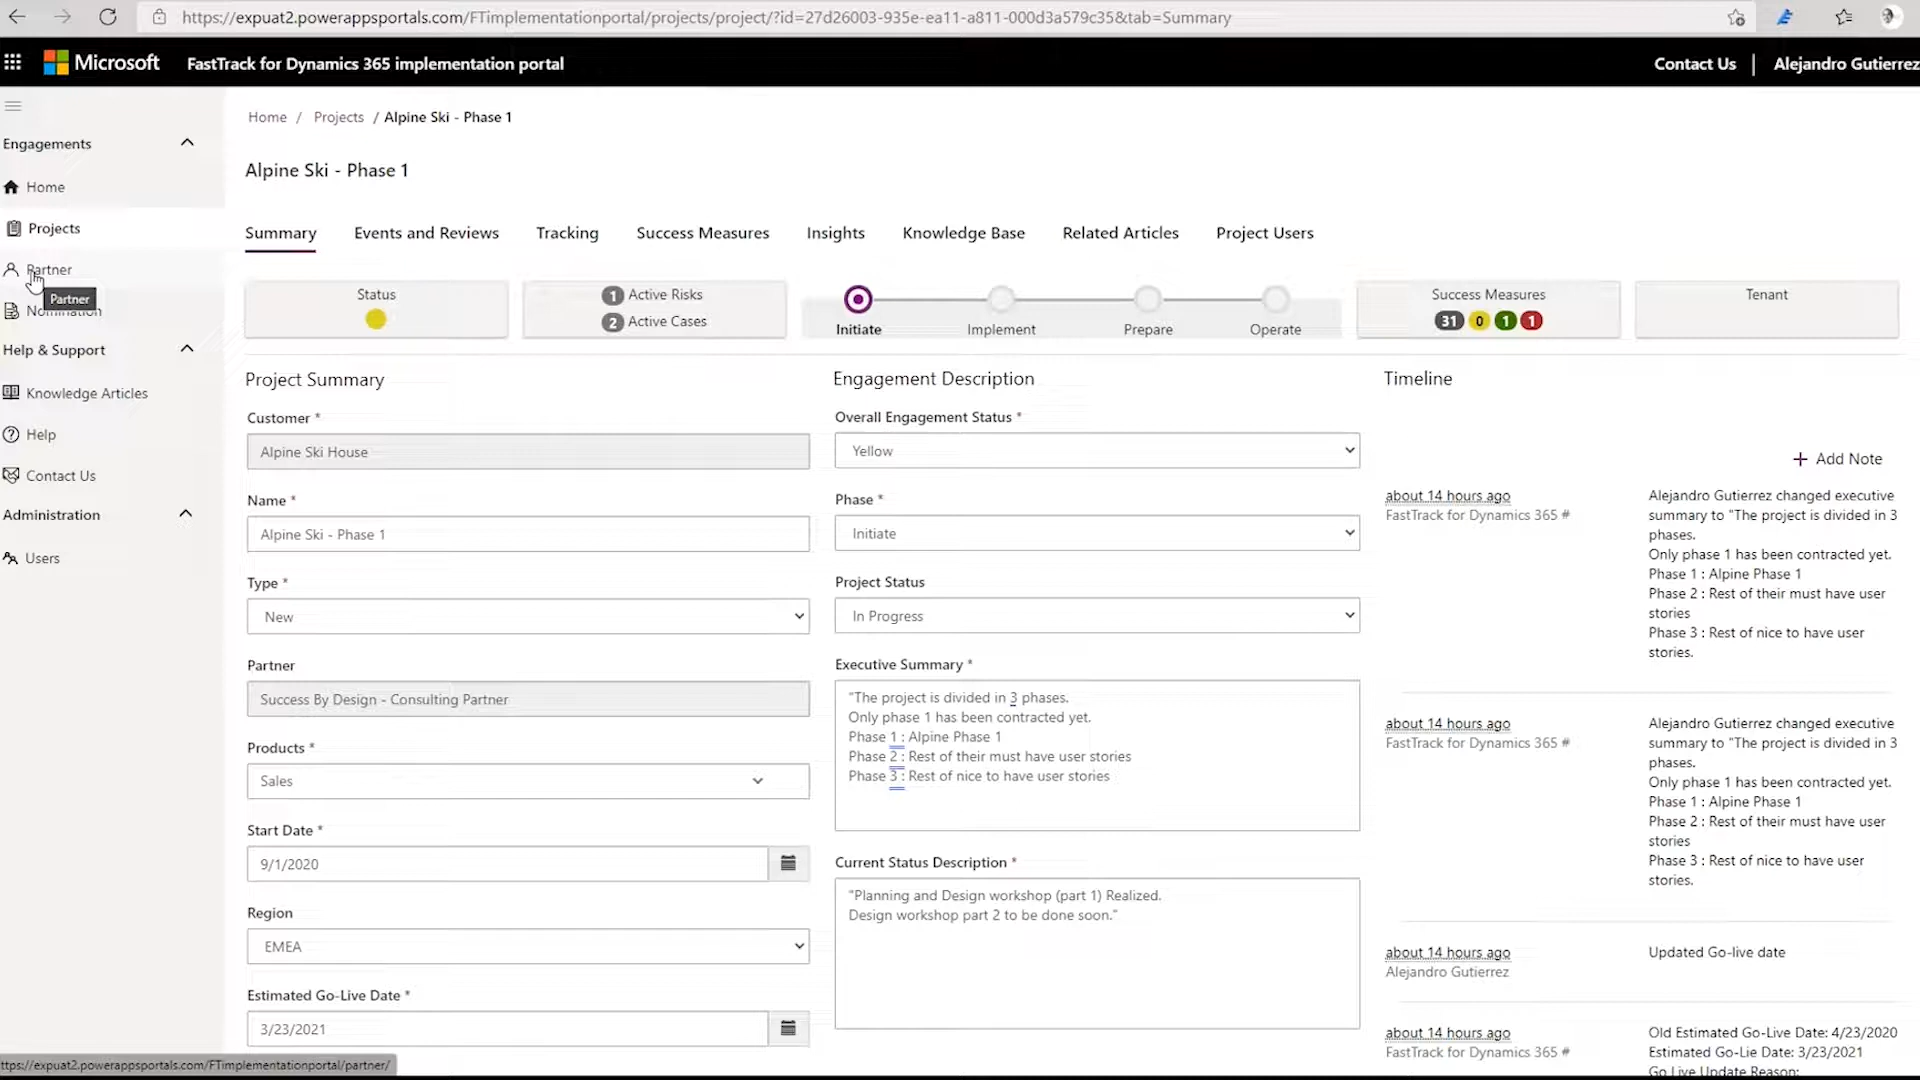 https://expuat2.powerappsportals.com/FTimplementationportal/projects/project/?id=27d26003-935e-ea11-a811-000d3a579c35&tab=Summary
Microsoft
FastTrack for Dynamics 365 implementation portal
Contact Us
Alejandro Gutierrez
Engagements
Home
Projects
Partner
Partner
Nomination
Help & Support
Knowledge Articles
Help
Contact Us
Administration
Users
Home / Projects / Alpine Ski - Phase 1
Alpine Ski - Phase 1
Summary
Events and Reviews
Tracking
Success Measures
Insights
Knowledge Base
Related Articles
Project Users
Status
1 Active Risks
2 Active Cases
Initiate
Implement
Prepare
Operate
Success Measures
31 0 1 1
Tenant
Project Summary
Customer *
Alpine Ski House
Name *
Alpine Ski - Phase 1
Type *
New
Partner
Success By Design - Consulting Partner
Products *
Sales
Start Date *
9/1/2020
Region
EMEA
Estimated Go-Live Date *
3/23/2021
Engagement Description
Overall Engagement Status *
Yellow
Phase *
Initiate
Project Status
In Progress
Executive Summary *
"The project is divided in 3 phases.
Only phase 1 has been contracted yet.
Phase 1 : Alpine Phase 1
Phase 2 : Rest of their must have user stories
Phase 3 : Rest of nice to have user stories
Current Status Description *
"Planning and Design workshop (part 1) Realized.
Design workshop part 2 to be done soon."
Timeline
+ Add Note
about 14 hours ago
FastTrack for Dynamics 365 #
Alejandro Gutierrez changed executive
summary to "The project is divided in 3
phases.
Only phase 1 has been contracted yet.
Phase 1 : Alpine Phase 1
Phase 2 : Rest of their must have user
stories
Phase 3 : Rest of nice to have user
stories.
about 14 hours ago
FastTrack for Dynamics 365 #
Alejandro Gutierrez changed executive
summary to "The project is divided in 3
phases.
Only phase 1 has been contracted yet.
Phase 1 : Alpine Phase 1
Phase 2 : Rest of their must have user
stories
Phase 3 : Rest of nice to have user
stories.
about 14 hours ago
Alejandro Gutierrez
Updated Go-live date
about 14 hours ago
FastTrack for Dynamics 365 #
Old Estimated Go-Live Date: 4/23/2020
Estimated Go-Lie Date: 3/23/2021
Go Live Update Reason:
ttps://expuat2.powerappsportals.com/FTimplementationportal/partner/